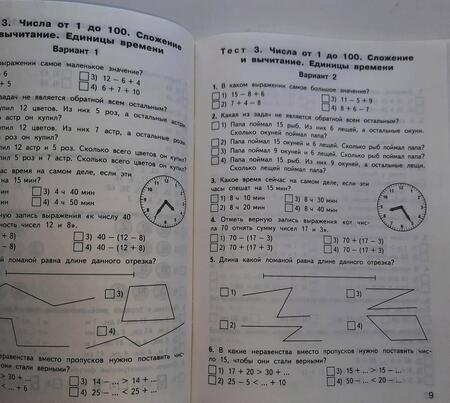 3. Числа от 1 до 100. Сложение
вычитание. Единицы времени
Вариант 1
выражении самое маленькое значение?
6
3) 12 – 6 + 4
+ 5
4) 6 + 7 + 10
задач не является обратной всем остальным?
купил 12 цветов. Из них 5 роз, а остальные
астр он купил?
купил 12 цветов. Из них 7 астр, а остальные
роз он купил?
купил 12 астр и 5 роз. Сколько всего цветов он купил?
купил 5 роз и 7 астр. Сколько всего цветов он купил?
час время на самом деле, если эти
на 15 мин?
мин
3) 4 ч 40 мин
мин
4) 4 ч 50 мин
верную запись выражения «к числу 40
ность чисел 12 и 8».
+ 8)
3) 40 – (12 – 8)
+ 8)
4) 40 – (12 + 8)
ломаной равна длине данного отрезка?
3)
4)
неравенства вместо пропусков нужно поставить чис-
ли верными?
> 30 + ...
3) 14 – ... > 14 + ...
... + 6
4) 25 – ... < 25 + ...
Тест 3. Числа от 1 до 100. Сложение
и вычитание. Единицы времени
Вариант 2
1. В каком выражении самое большое значение?
1) 15 – 8 + 6
3) 11 – 5 + 9
2) 7 + 4 – 8
4) 8 + 6 – 7
2. Какая из задач не является обратной всем остальным?
1) Папа поймал 15 рыб. Из них 6 лещей, а остальные окуни.
Сколько окуней поймал папа?
2) Папа поймал 15 окуней и 6 лещей. Сколько рыб поймал папа?
3) Папа поймал 9 окуней и 6 лещей. Сколько рыб поймал папа?
4) Папа поймал 15 рыб. Из них 9 окуней, а остальные лещи.
Сколько лещей поймал папа?
3. Какое время сейчас на самом деле, если эти
часы спешат на 15 мин?
1) 8 ч 10 мин
3) 8 ч 30 мин
2) 8 ч 20 мин
4) 8 ч 40 мин
4. Отметь верную запись выражения «от чис-
ла 70 отнять сумму чисел 17 и 3».
1) 70 – (17 – 3)
3) 70 + (17 – 3)
2) 70 + (17 + 3)
4) 70 – (17 + 3)
5. Длина какой ломаной равна длине данного отрезка?
1)
3)
2)
4)
6. В какие неравенства вместо пропусков нужно поставить чис-
ло 15, чтобы они стали верными?
1) 17 + 20 > 30 + ...
3) 15 + ... > 15 – ...
2) 25 – 5 < ... + 10
4) 50 – ... < 20 – ...
9